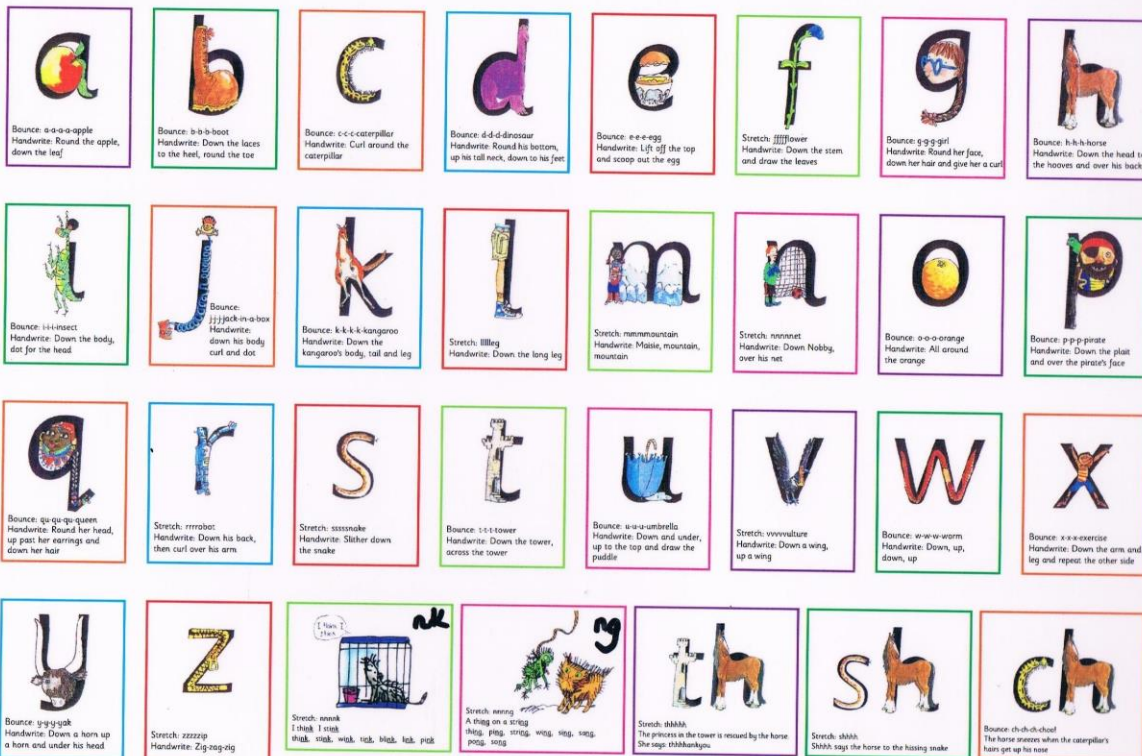 a
Bounce: a-a-a-a-apple
Handwrite: Round the apple,
down the leaf
b
Bounce: b-b-b-boot
Handwrite: Down the laces
to the heel, round the toe
c
Bounce: c-c-c-caterpillar
Handwrite: Curl around the
caterpillar
d
Bounce: d-d-d-dinosaur
Handwrite: Round his bottom,
up his tall neck, down to his feet
e
Bounce: e-e-e-egg
Handwrite: Lift off the top
and scoop out the egg
f
Stretch: ffffflower
Handwrite: Down the stem
and draw the leaves
g
Bounce: g-g-g-girl
Handwrite: Round her face,
down her hair and give her a curl
h
Bounce: h-h-h-horse
Handwrite: Down the head to
the hooves and over his back
i
Bounce: i-i-i-insect
Handwrite: Down the body,
dot for the head
j
Bounce:
j-j-j-jack-in-a-box
Handwrite:
down his body
curl and dot
k
Bounce: k-k-k-k-kangaroo
Handwrite: Down the
kangaroo's body, tail and leg
l
Stretch: llllleg
Handwrite: Down the long leg
m
Stretch: mmmmountain
Handwrite: Maisie, mountain,
mountain
n
Stretch: nnnnnet
Handwrite: Down Nobby,
over his net
o
Bounce: o-o-o-orange
Handwrite: All around
the orange
p
Bounce: p-p-p-pirate
Handwrite: Down the plait
and over the pirate's face
q
Bounce: qu-qu-qu-queen
Handwrite: Round her head,
up past her earrings and
down her hair
r
Stretch: rrrrobot
Handwrite: Down his back,
then curl over his arm
s
Stretch: sssssnake
Handwrite: Slither down
the snake
t
Bounce: t-t-t-tower
Handwrite: Down the tower,
across the tower
u
Bounce: u-u-u-umbrella
Handwrite: Down and under,
up to the top and draw the
puddle
v
Stretch: vvvvvulture
Handwrite: Down a wing,
up a wing
w
Bounce: w-w-w-worm
Handwrite: Down, up,
down, up
x
Bounce: x-x-x-exercise
Handwrite: Down the arm and
leg and repeat the other side
y
Bounce: y-y-y-yak
Handwrite: Down a horn up
a horn and under his head
z
Stretch: zzzzzip
Handwrite: Zig-zag-zig
nk
I think I
stink
Stretch: nnnnk
I think I stink
think, stink, wink, tink, blink, link, pink
ng
Stretch: nnnng
A thing on a string
thing, ping, string, wing, sing, sang,
pong, song
th
Stretch: thhhhh
The princess in the tower is rescued by the horse
She says: thhhhankyou
sh
Stretch: shhhh
Shhhh says the horse to the hissing snake
ch
Bounce: ch-ch-ch-choo!
The horse sneezes when the caterpillar's
hairs get up his nose